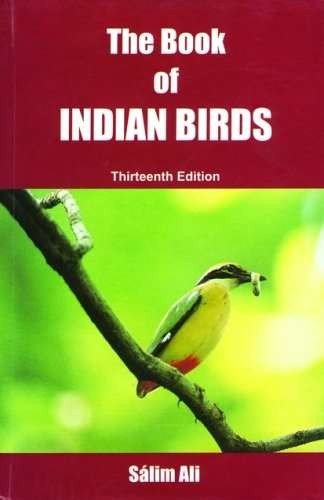 The Book
of
INDIAN BIRDS
Thirteenth Edition
Sálim Ali